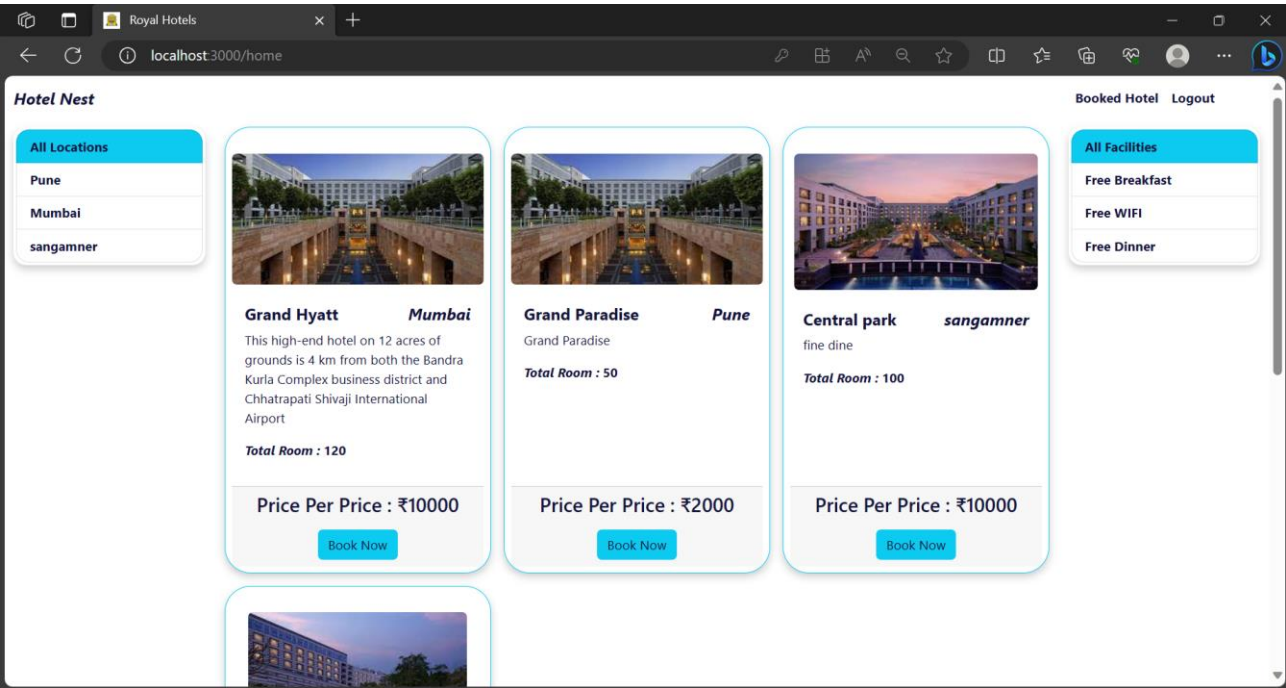 Royal Hotels
localhost:3000/home
Hotel Nest
Booked Hotel Logout
All Locations
Pune
Mumbai
sangamner
Grand Hyatt Mumbai
This high-end hotel on 12 acres of
grounds is 4 km from both the Bandra
Kurla Complex business district and
Chhatrapati Shivaji International
Airport
Total Room : 120
Price Per Price : ₹10000
Book Now
Grand Paradise Pune
Grand Paradise
Total Room : 50
Price Per Price : ₹2000
Book Now
Central park sangamner
fine dine
Total Room : 100
Price Per Price : ₹10000
Book Now
All Facilities
Free Breakfast
Free WIFI
Free Dinner